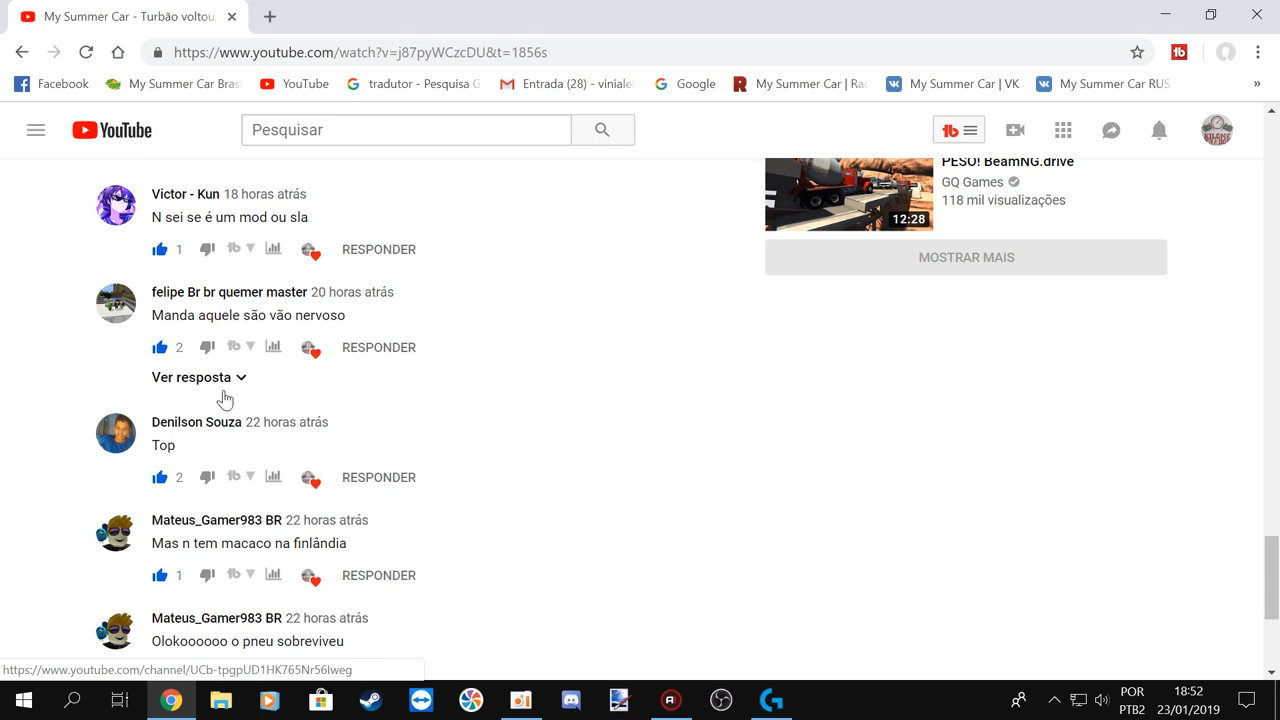 My Summer Car - Turbão voltou
https://www.youtube.com/watch?v=j87pyWCzcDU&t=1856s
Facebook My Summer Car Bras YouTube tradutor - Pesquisa G Entrada (28) - viniale Google My Summer Car | Rac My Summer Car | VK My Summer Car RUS »
YouTube Pesquisar
PESO! BeamNG.drive
GQ Games
118 mil visualizações
12:28
MOSTRAR MAIS
Victor - Kun 18 horas atrás
N sei se é um mod ou sla
1 RESPONDER
felipe Br br quemer master 20 horas atrás
Manda aquele são vão nervoso
2 RESPONDER
Ver resposta
Denilson Souza 22 horas atrás
Top
2 RESPONDER
Mateus_Gamer983 BR 22 horas atrás
Mas n tem macaco na finlândia
1 RESPONDER
Mateus_Gamer983 BR 22 horas atrás
Olokoooooo o pneu sobreviveu
https://www.youtube.com/channel/UCb-tpgpUD1HK765Nr56lweg
POR
PTB2
18:52
23/01/2019